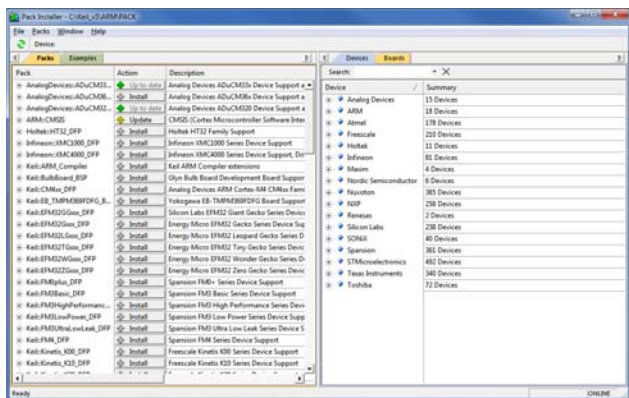 Pack Installer - C:\Keil_v5\ARM\PACK
File Packs Window Help
Device:
Packs Examples
Pack Action Description
AnalogDevices::ADuCM33... Up to date Analog Devices ADuCM33x Device Support a
AnalogDevices::ADuCM36... Install Analog Devices ADuCM36x Device Support a
AnalogDevices::ADuCM32... Up to date Analog Devices ADuCM320 Device Support a
ARM::CMSIS Update CMSIS (Cortex Microcontroller Software Inter
Holtek::HT32_DFP Install Holtek HT32 Family Support
Infineon::XMC1000_DFP Install Infineon XMC1000 Series Device Support
Infineon::XMC4000_DFP Install Infineon XMC4000 Series Device Support, Dri
Keil::ARM_Compiler Install Keil ARM Compiler extensions
Keil::BulbBoard_BSP Install Glyn Bulb Board Development Board Suppor
Keil::CM4xx_DFP Install Analog Devices ARM Cortex-M4 CM4xx Fami
Keil::EB_TMPM369FDFG_B... Install Yokogawa EB-TMPM369FDFG Board Support
Keil::EFM32GGxxx_DFP Install Silicon Labs EFM32 Giant Gecko Series Device
Keil::EFM32Gxxx_DFP Install Energy Micro EFM32 Gecko Series Device Sup
Keil::EFM32LGxxx_DFP Install Energy Micro EFM32 Leopard Gecko Series D
Keil::EFM32TGxxx_DFP Install Energy Micro EFM32 Tiny Gecko Series Devic
Keil::EFM32WGxxx_DFP Install Energy Micro EFM32 Wonder Gecko Series D
Keil::EFM32ZGxxx_DFP Install Energy Micro EFM32 Zero Gecko Series Devic
Keil::FM0plus_DFP Install Spansion FM0+ Series Device Support
Keil::FM3Basic_DFP Install Spansion FM3 Basic Series Device Support
Keil::FM3HighPerformanc... Install Spansion FM3 High Performance Series Devi
Keil::FM3LowPower_DFP Install Spansion FM3 Low Power Series Device Supp
Keil::FM3UltraLowLeak_DFP Install Spansion FM3 Ultra Low Leak Series Device S
Keil::FM4_DFP Install Spansion FM4 Series Device Support
Keil::Kinetis_K00_DFP Install Freescale Kinetis K00 Series Device Support
Keil::Kinetis_K10_DFP Install Freescale Kinetis K10 Series Device Support
Devices Boards
Search:
Device Summary
Analog Devices 15 Devices
ARM 18 Devices
Atmel 178 Devices
Freescale 210 Devices
Holtek 11 Devices
Infineon 81 Devices
Maxim 4 Devices
Nordic Semiconductor 6 Devices
Nuvoton 365 Devices
NXP 258 Devices
Renesas 2 Devices
Silicon Labs 238 Devices
SONiX 40 Devices
Spansion 361 Devices
STMicroelectronics 492 Devices
Texas Instruments 340 Devices
Toshiba 72 Devices
Ready ONLINE